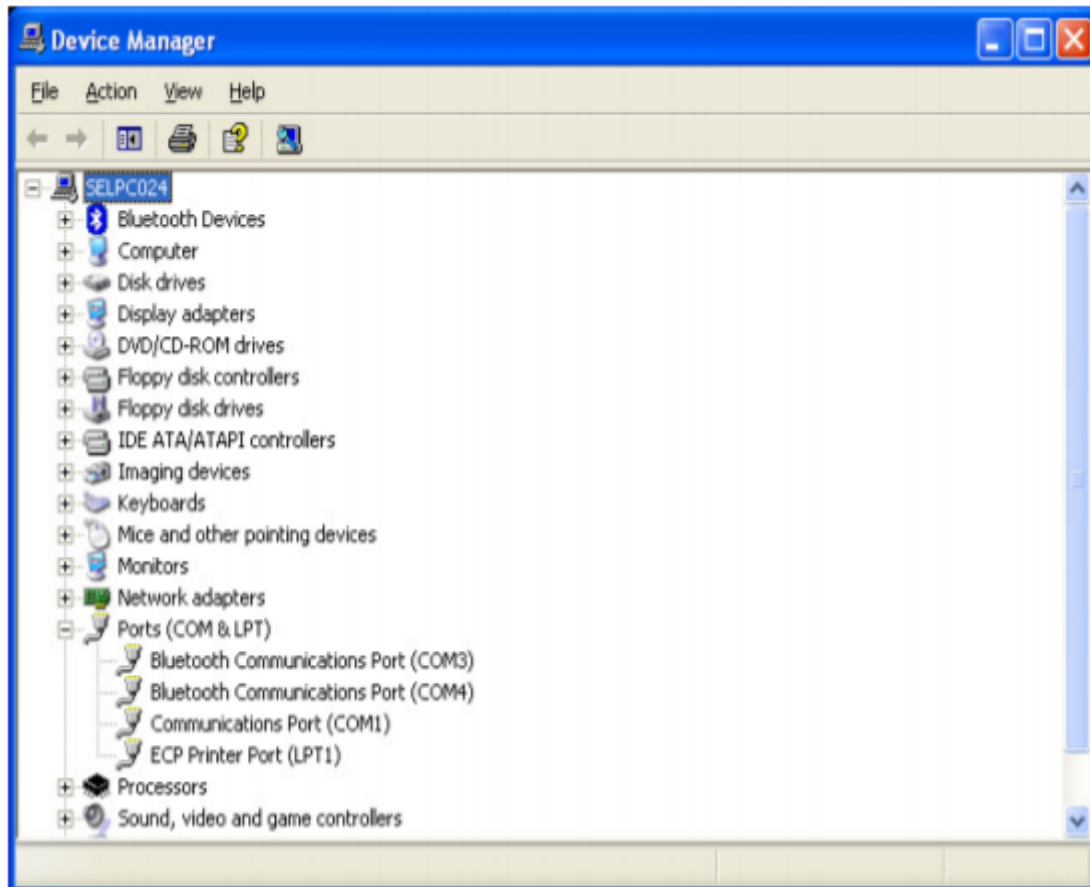 Device Manager
File Action View Help
SELPC024
Bluetooth Devices
Computer
Disk drives
Display adapters
DVD/CD-ROM drives
Floppy disk controllers
Floppy disk drives
IDE ATA/ATAPI controllers
Imaging devices
Keyboards
Mice and other pointing devices
Monitors
Network adapters
Ports (COM & LPT)
Bluetooth Communications Port (COM3)
Bluetooth Communications Port (COM4)
Communications Port (COM1)
ECP Printer Port (LPT1)
Processors
Sound, video and game controllers